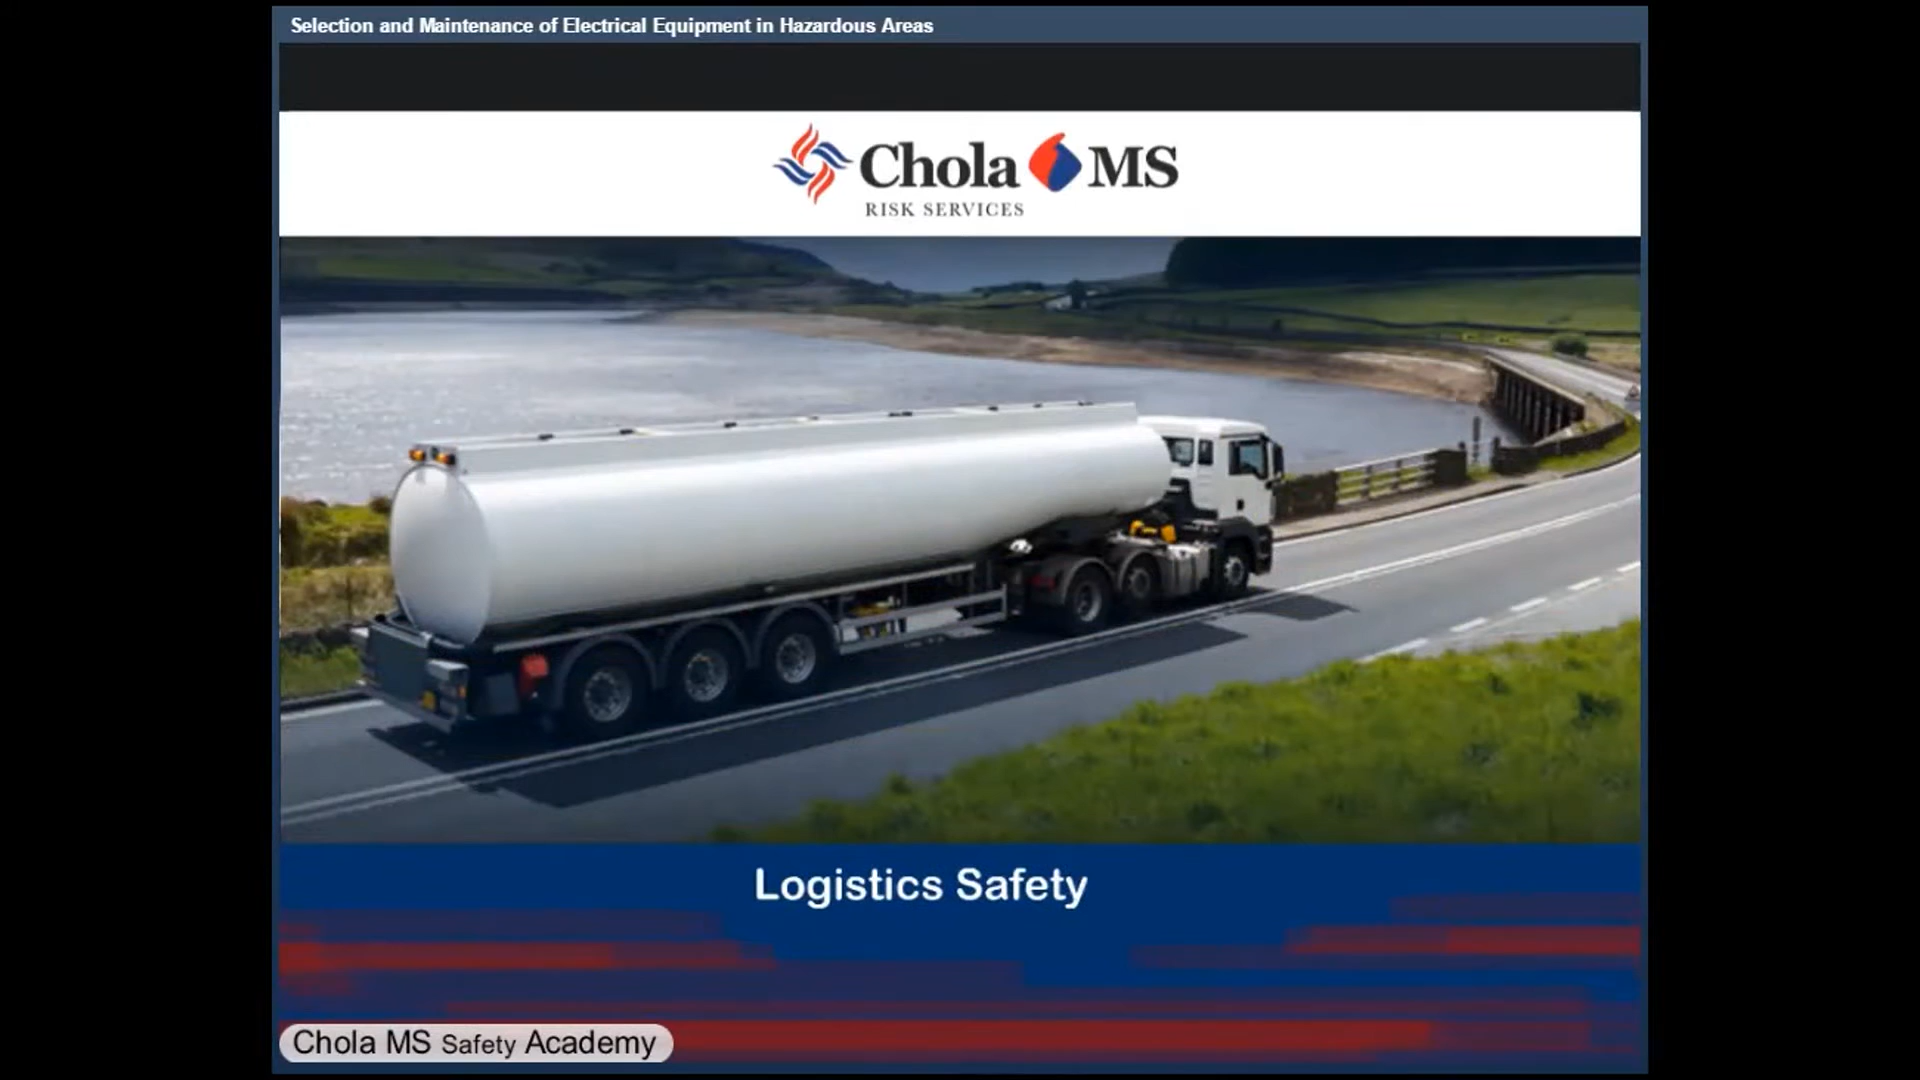 Selection and Maintenance of Electrical Equipment in Hazardous Areas
Chola MS
RISK SERVICES
Logistics Safety
Chola MS Safety Academy